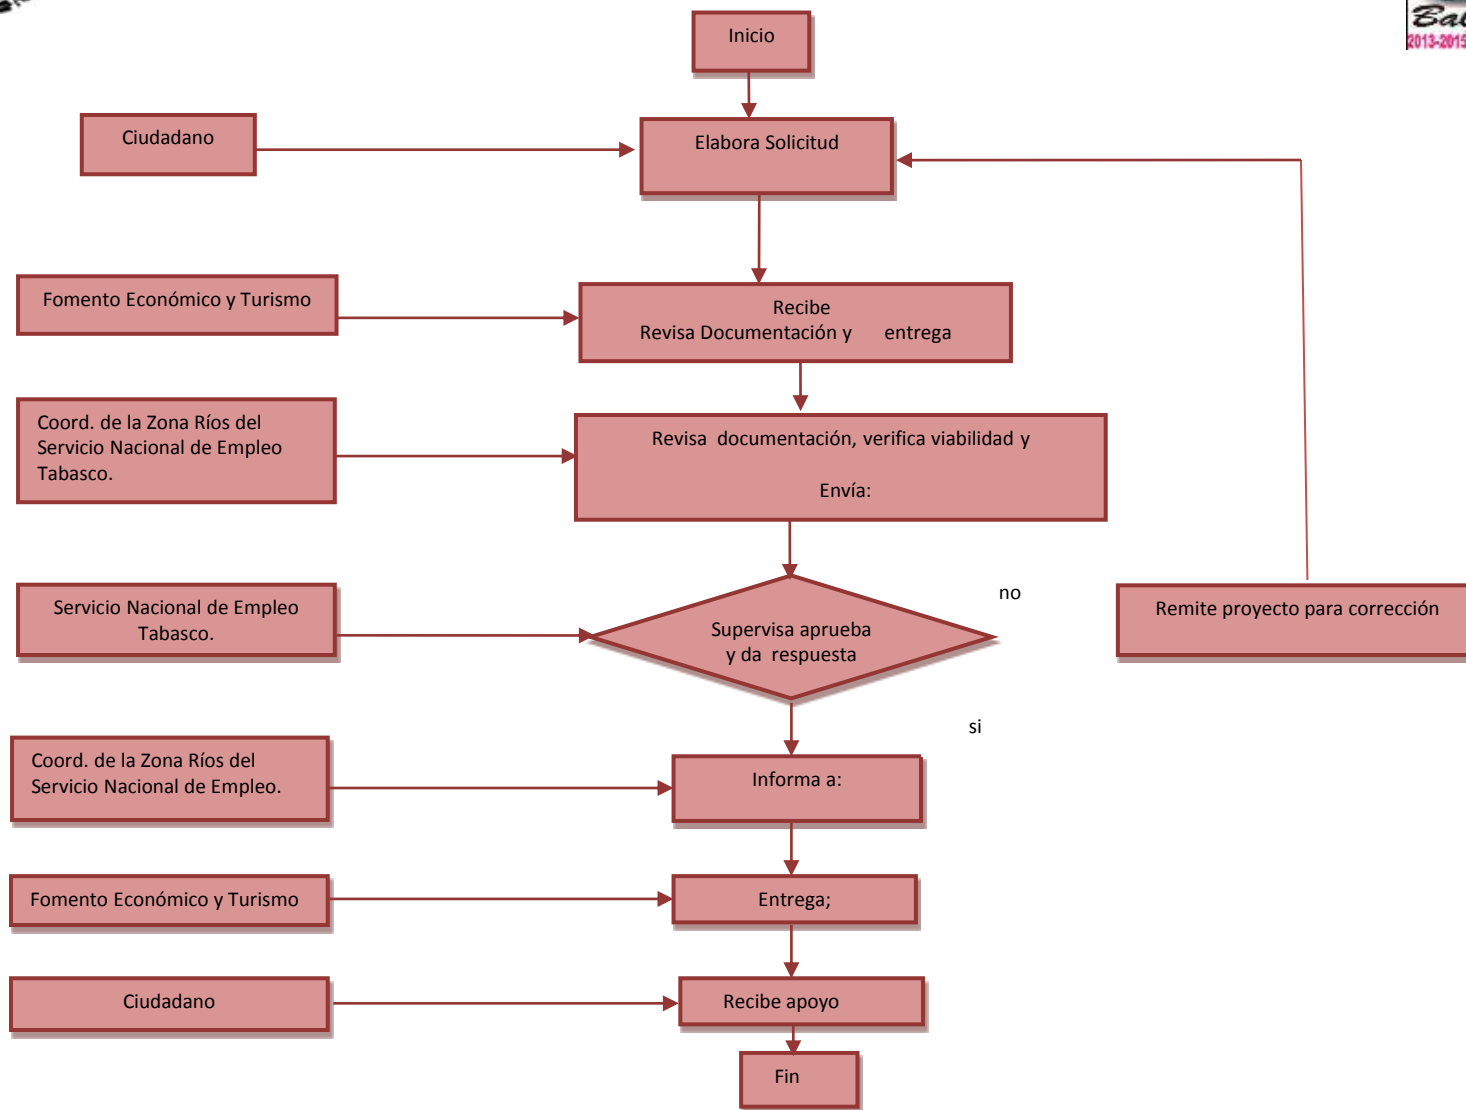 Inicio
2013-2015
Ciudadano
Elabora Solicitud
Fomento Económico y Turismo
Recibe
Revisa Documentación y entrega
Coord. de la Zona Ríos del
Servicio Nacional de Empleo
Tabasco.
Revisa documentación, verifica viabilidad y
Envía:
Servicio Nacional de Empleo
Tabasco.
Supervisa aprueba
y da respuesta
no
Remite proyecto para corrección
si
Coord. de la Zona Ríos del
Servicio Nacional de Empleo.
Informa a:
Fomento Económico y Turismo
Entrega;
Ciudadano
Recibe apoyo
Fin